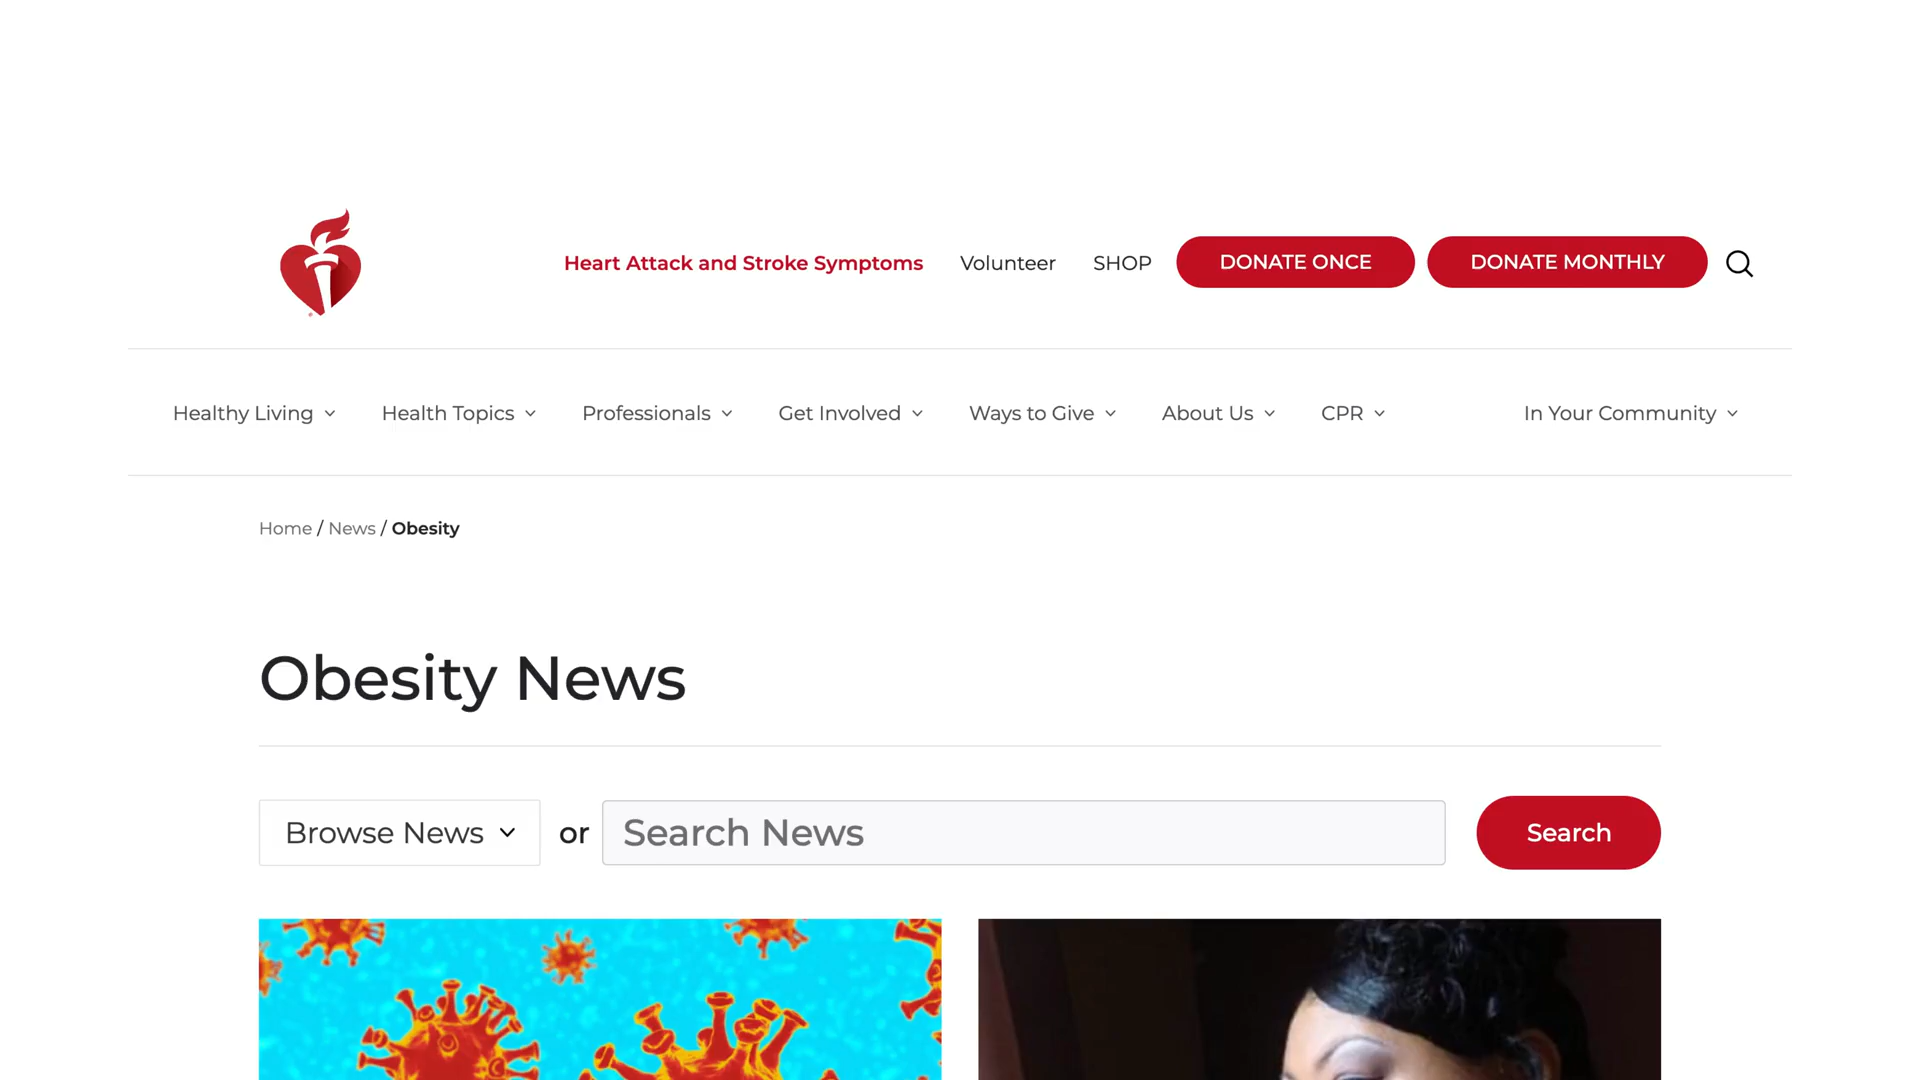 Heart Attack and Stroke Symptoms Volunteer SHOP DONATE ONCE DONATE MONTHLY
Healthy Living Health Topics Professionals Get Involved Ways to Give About Us CPR In Your Community
Home / News / Obesity
Obesity News
Browse News or Search News Search